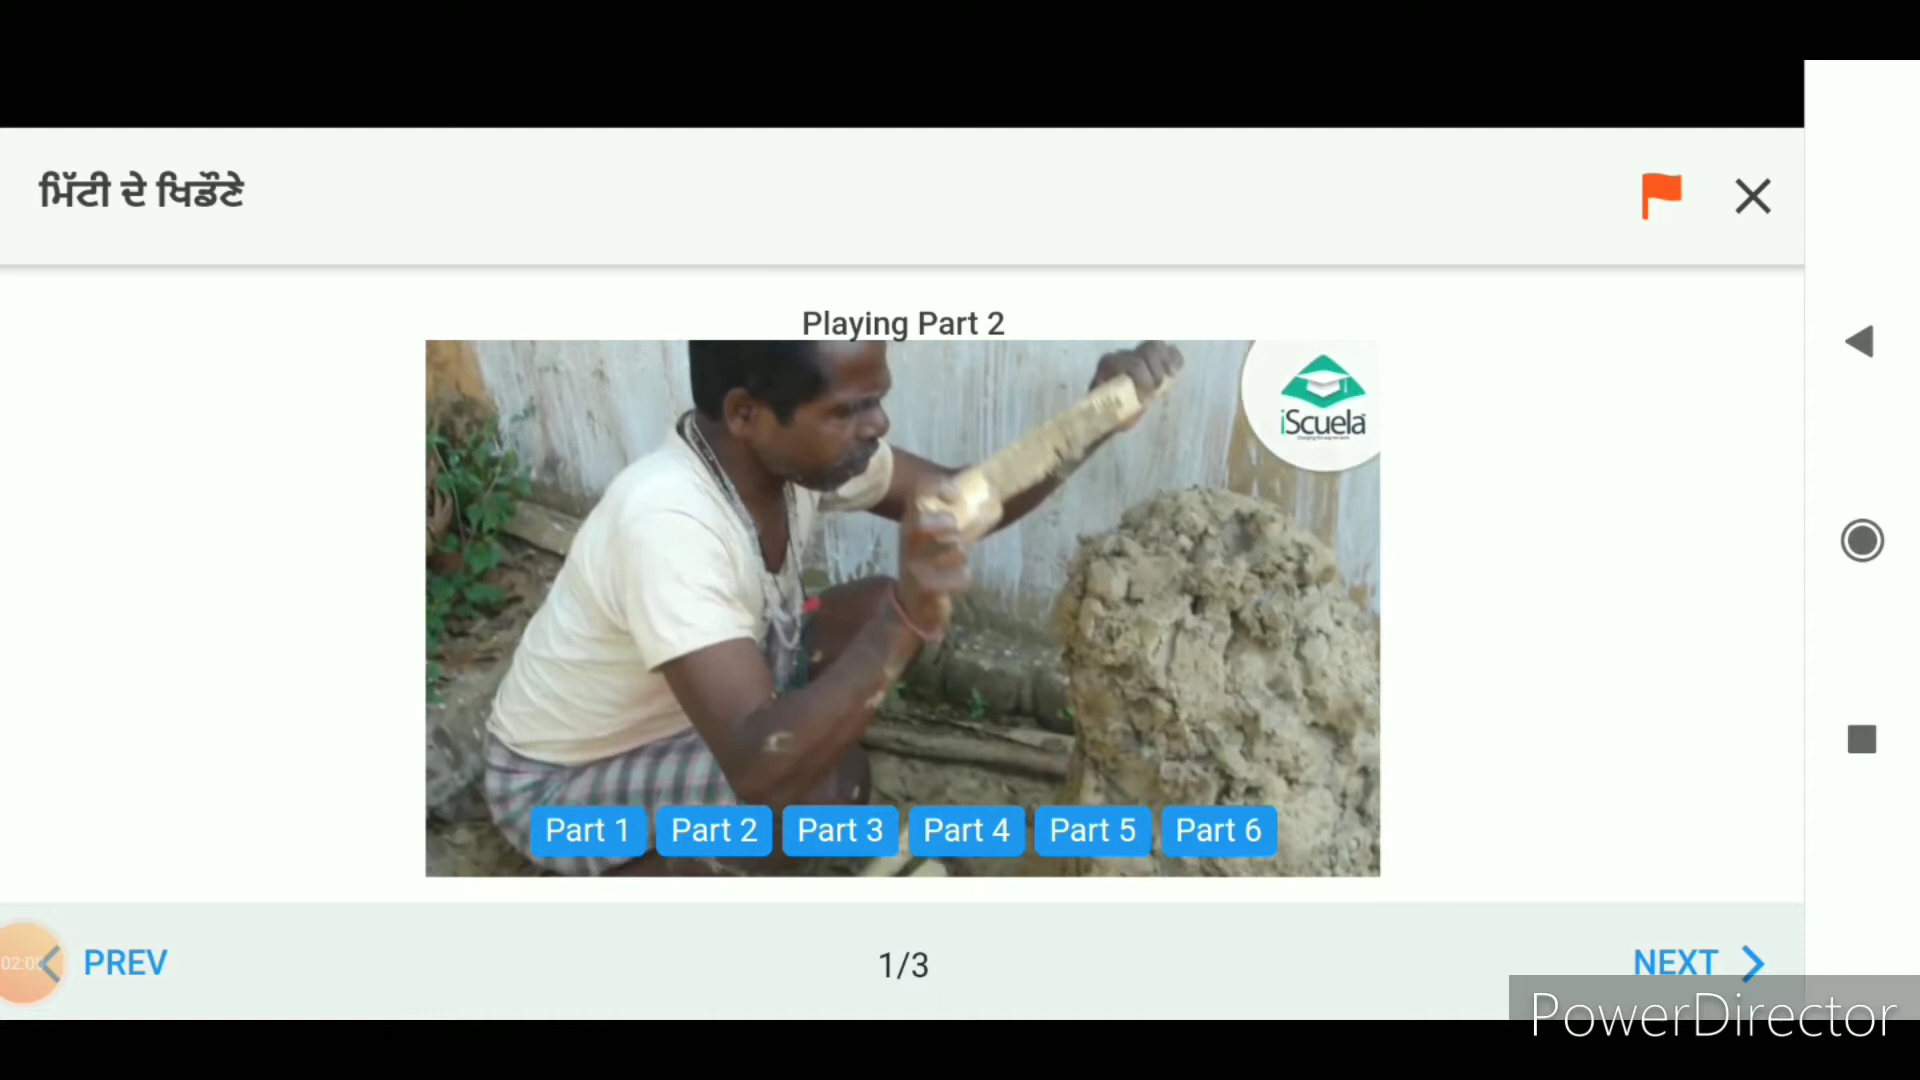 ਮਿੱਟੀ ਦੇ ਖਿਡੌਣੇ
Playing Part 2
iScuela
Part 1
Part 2
Part 3
Part 4
Part 5
Part 6
PREV
1/3
NEXT
PowerDirector